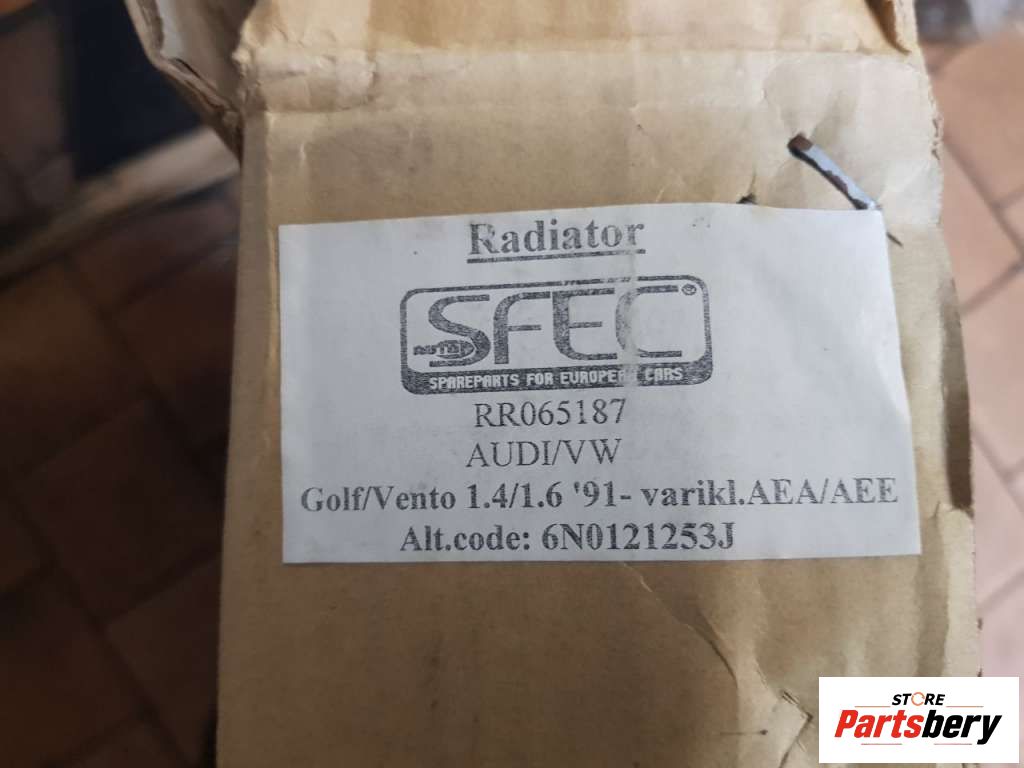 Radiator
SFEC®
SPAREPARTS FOR EUROPEAN CARS
RR065187
AUDI/VW
Golf/Vento 1.4/1.6 '91- varikl.AEA/AEE
Alt.code: 6N0121253J
STORE
Partsbery